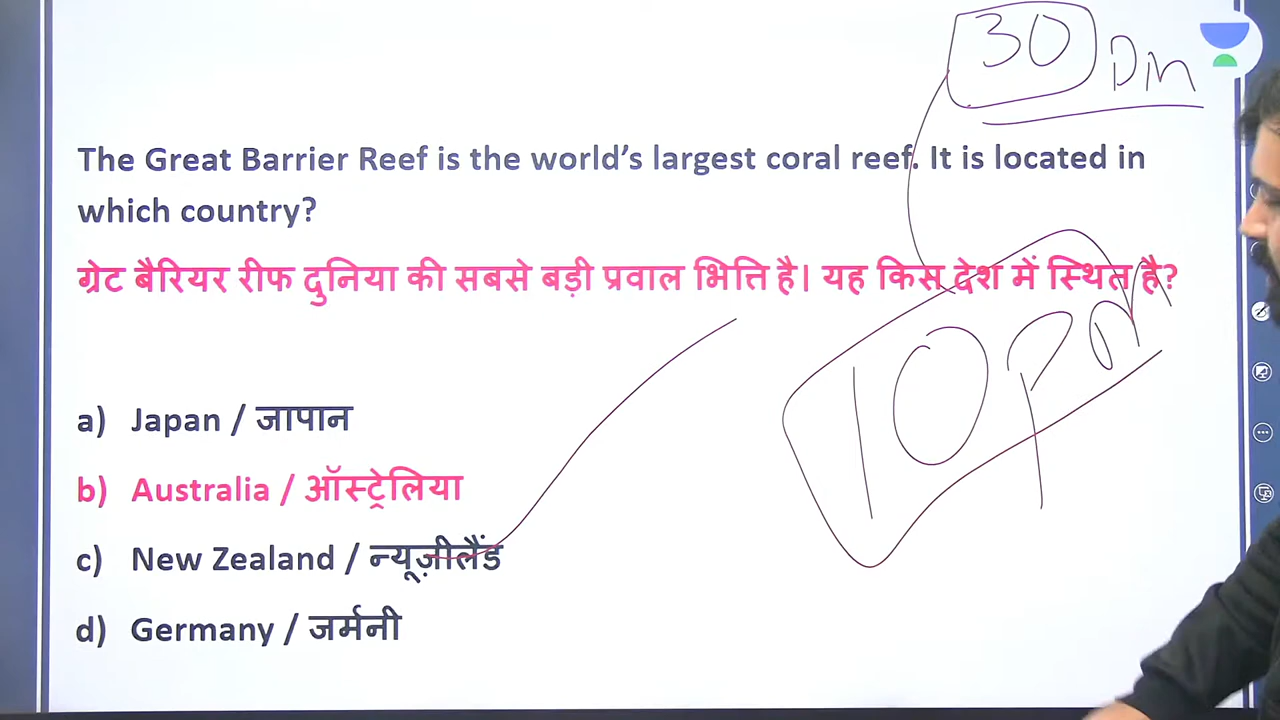 30 Din
The Great Barrier Reef is the world’s largest coral reef. It is located in
which country?
ग्रेट बैरियर रीफ दुनिया की सबसे बड़ी प्रवाल भित्ति है। यह किस देश में स्थित है?
10 pm
a) Japan / जापान
b) Australia / ऑस्ट्रेलिया
c) New Zealand / न्यूज़ीलैंड
d) Germany / जर्मनी